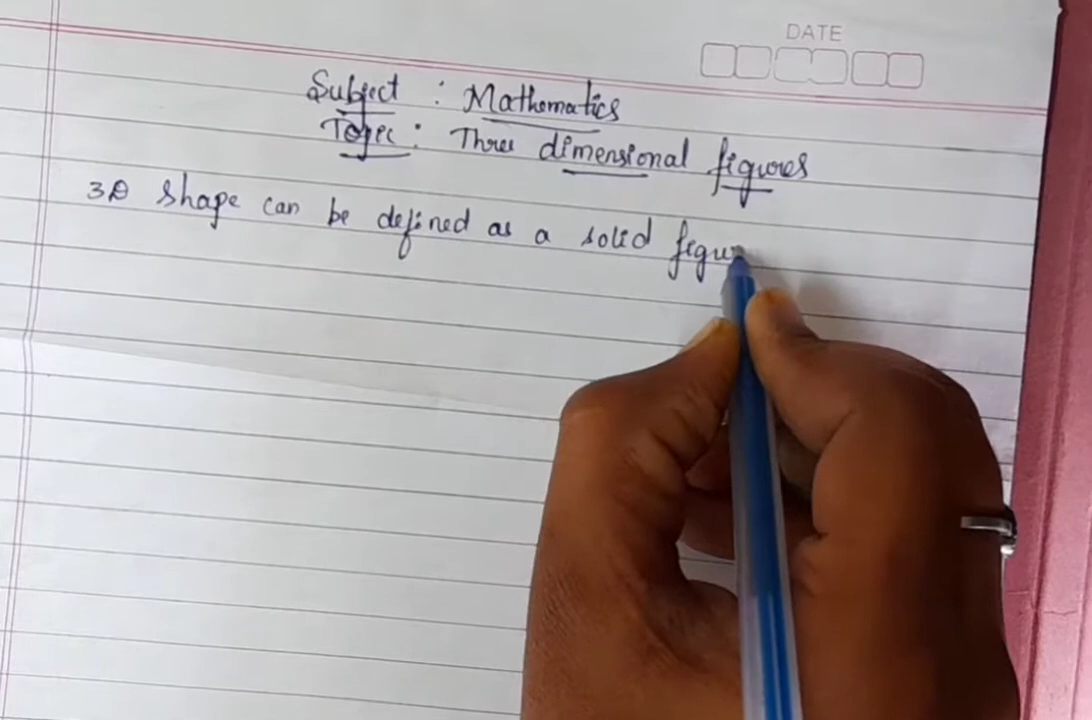 DATE
Subject : Mathematics
Topic : Three dimensional figures
3D shape can be defined as a solid figu